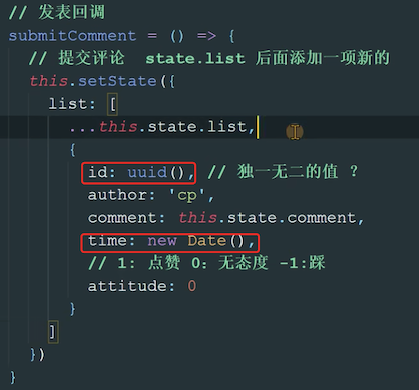 // 发表回调
submitComment = () => {
// 提交评论 state.list 后面添加一项新的
this.setState({
list: [
...this.state.list,
{
id: uuid(), // 独一无二的值 ？
author: 'cp',
comment: this.state.comment,
time: new Date(),
// 1: 点赞 0：无态度 -1:踩
attitude: 0
}
]
})
}